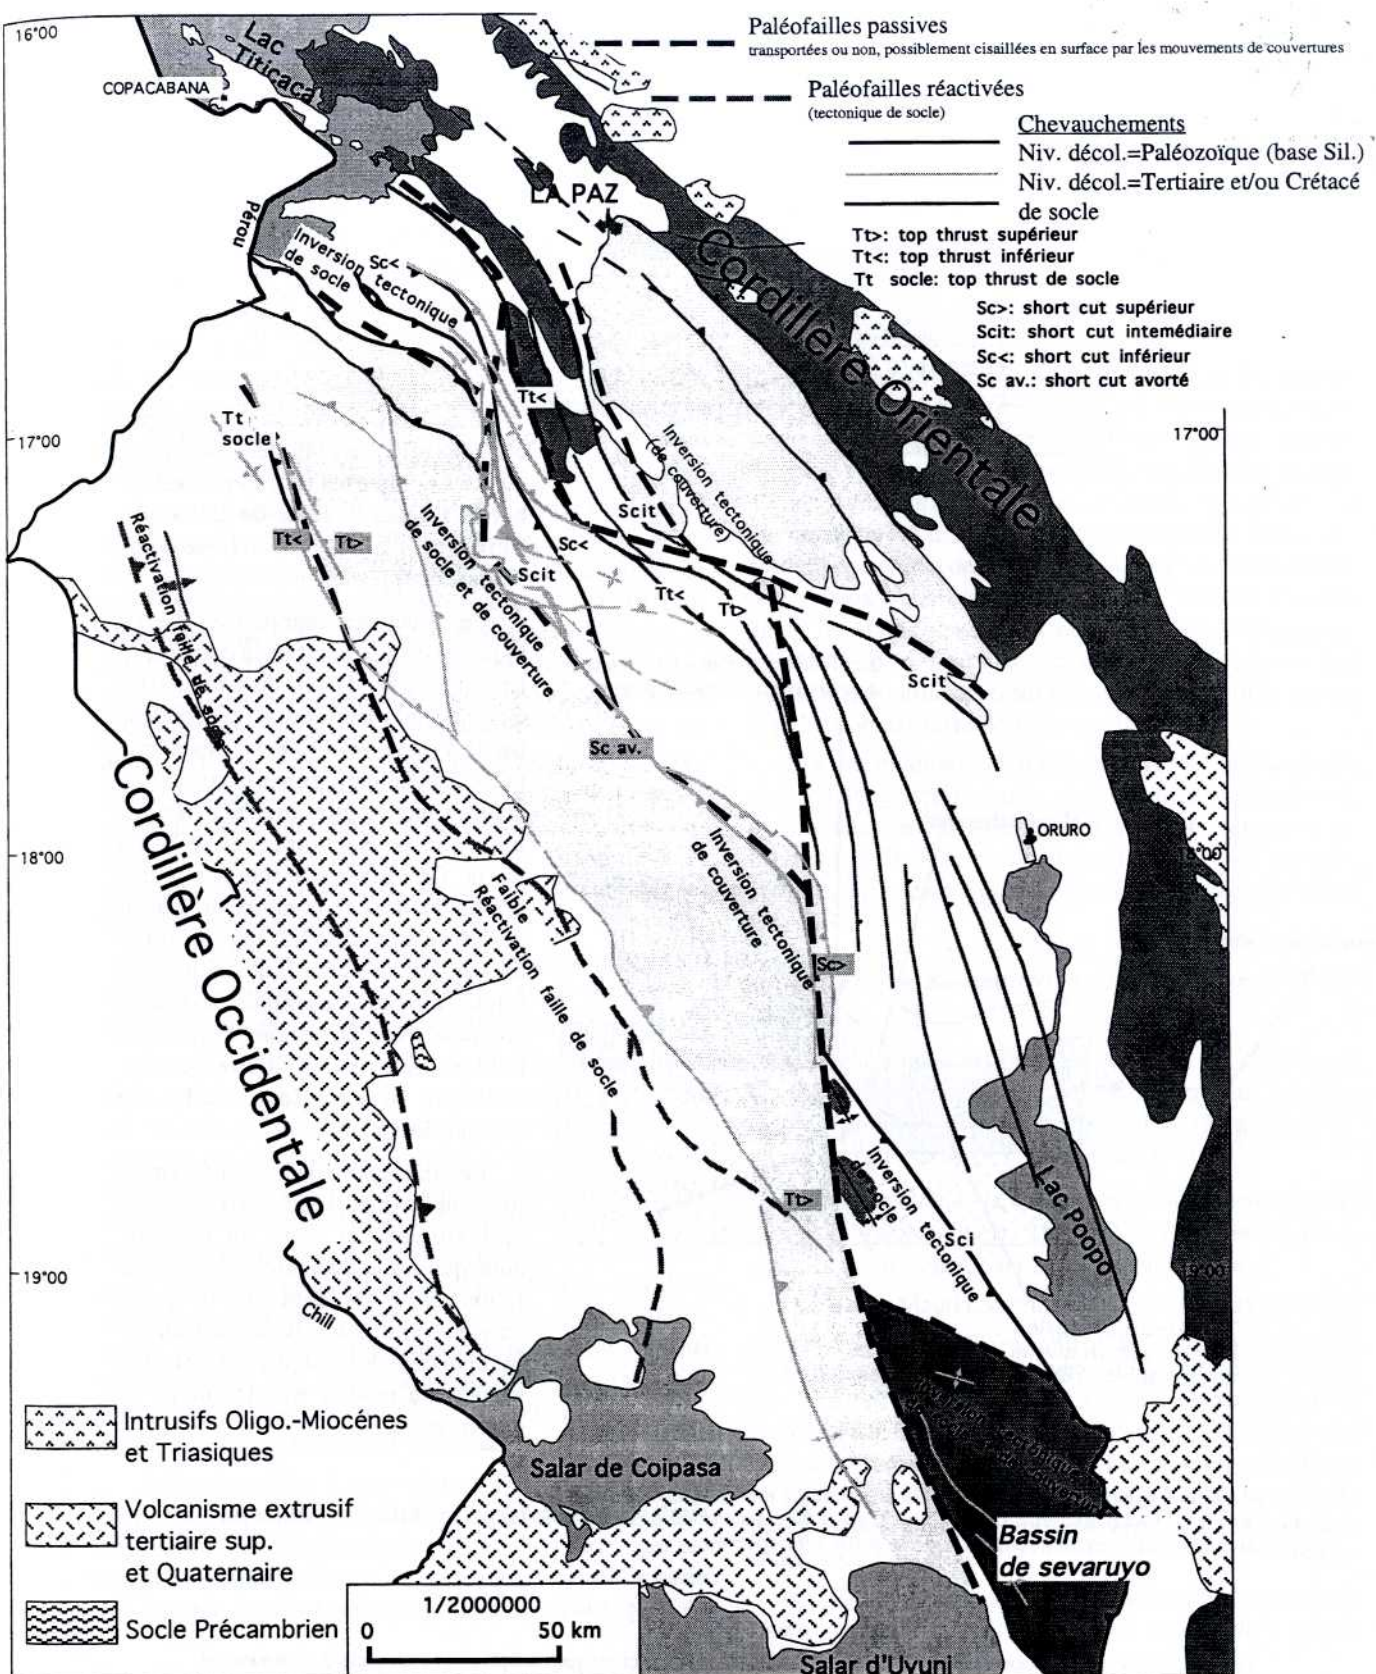 16°00
Lac
Titicaca
COPACABANA
Pérou
LA PAZ
Paléofailles passives
transportées ou non, possiblement cisaillées en surface par les mouvements de couvertures
Paléofailles réactivées
(tectonique de socle)
Chevauchements
Niv. décol.=Paléozoïque (base Sil.)
Niv. décol.=Tertiaire et/ou Crétacé
de socle
Tt>: top thrust supérieur
Tt<: top thrust inférieur
Tt socle: top thrust de socle
Sc>: short cut supérieur
Scit: short cut intemédiaire
Sc<: short cut inférieur
Sc av.: short cut avorté
Cordillère Orientale
Inversion tectonique
de socle
Sc<
Tt<
17°00
17°00
Tt
socle
Tt<
Tt>
Réactivation faille de socle
Inversion tectonique
de socle et de couverture
Inversion tectonique
(de couverture)
Scit
Sc<
Scit
Tt<
Tt>
Scit
Sc av.
ORURO
18°00
18°00
Cordillère Occidentale
Inversion tectonique
de couverture
Faible
Réactivation faille de socle
Sc>
Tt>
Inversion tectonique
de socle
Sci
Lac Poopo
19°00
19°00
Chili
Salar de Coipasa
Bassin
de sevaruyo
Salar d'Uyuni
Intrusifs Oligo.-Miocénes
et Triasiques
Volcanisme extrusif
tertiaire sup.
et Quaternaire
Socle Précambrien
1/2000000
0 50 km